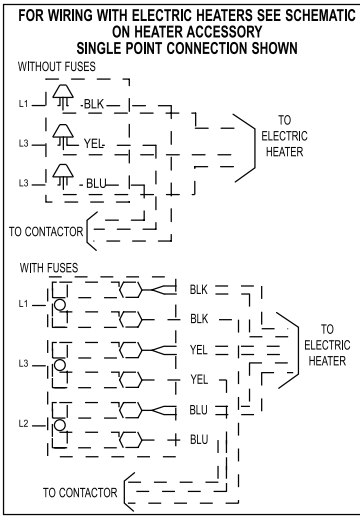 FOR WIRING WITH ELECTRIC HEATERS SEE SCHEMATIC
ON HEATER ACCESSORY
SINGLE POINT CONNECTION SHOWN
WITHOUT FUSES
L1
BLK
L3
YEL
L3
BLU
TO
ELECTRIC
HEATER
TO CONTACTOR
WITH FUSES
L1
BLK
BLK
L3
YEL
YEL
L2
BLU
BLU
TO
ELECTRIC
HEATER
TO CONTACTOR